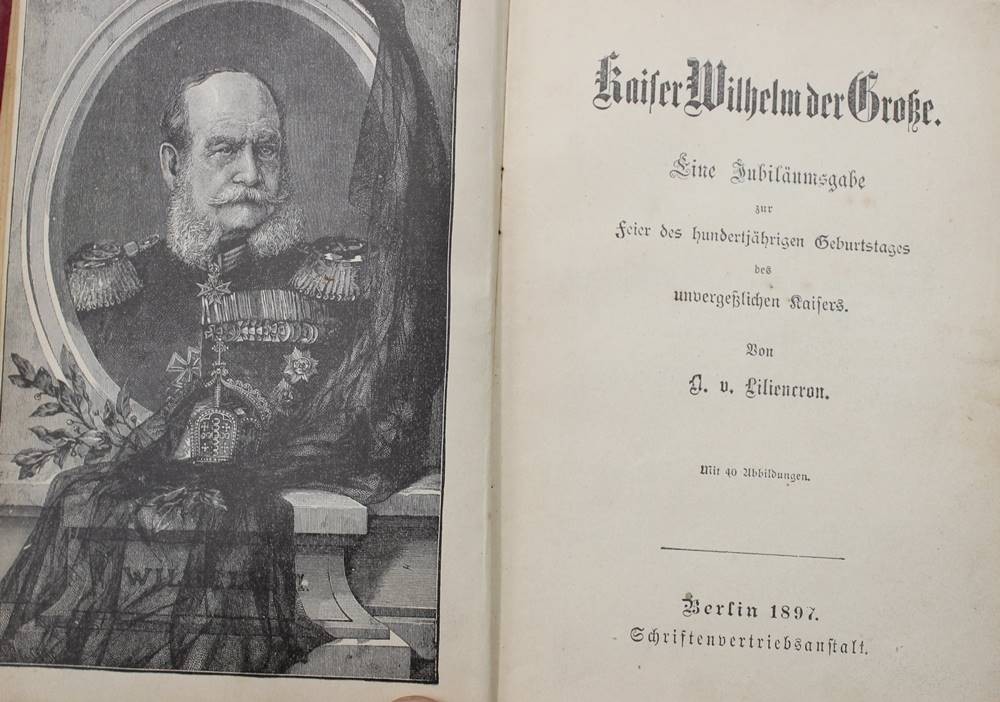 WILHELM
Kaiſer Wilhelm der Große.
Eine Jubiläumsgabe
zur
Feier des hundertjährigen Geburtstages
des
unvergeßlichen Kaiſers.
Von
A. v. Liliencron.
Mit 40 Abbildungen.
Berlin 1897.
Schriftenvertriebsanſtalt.